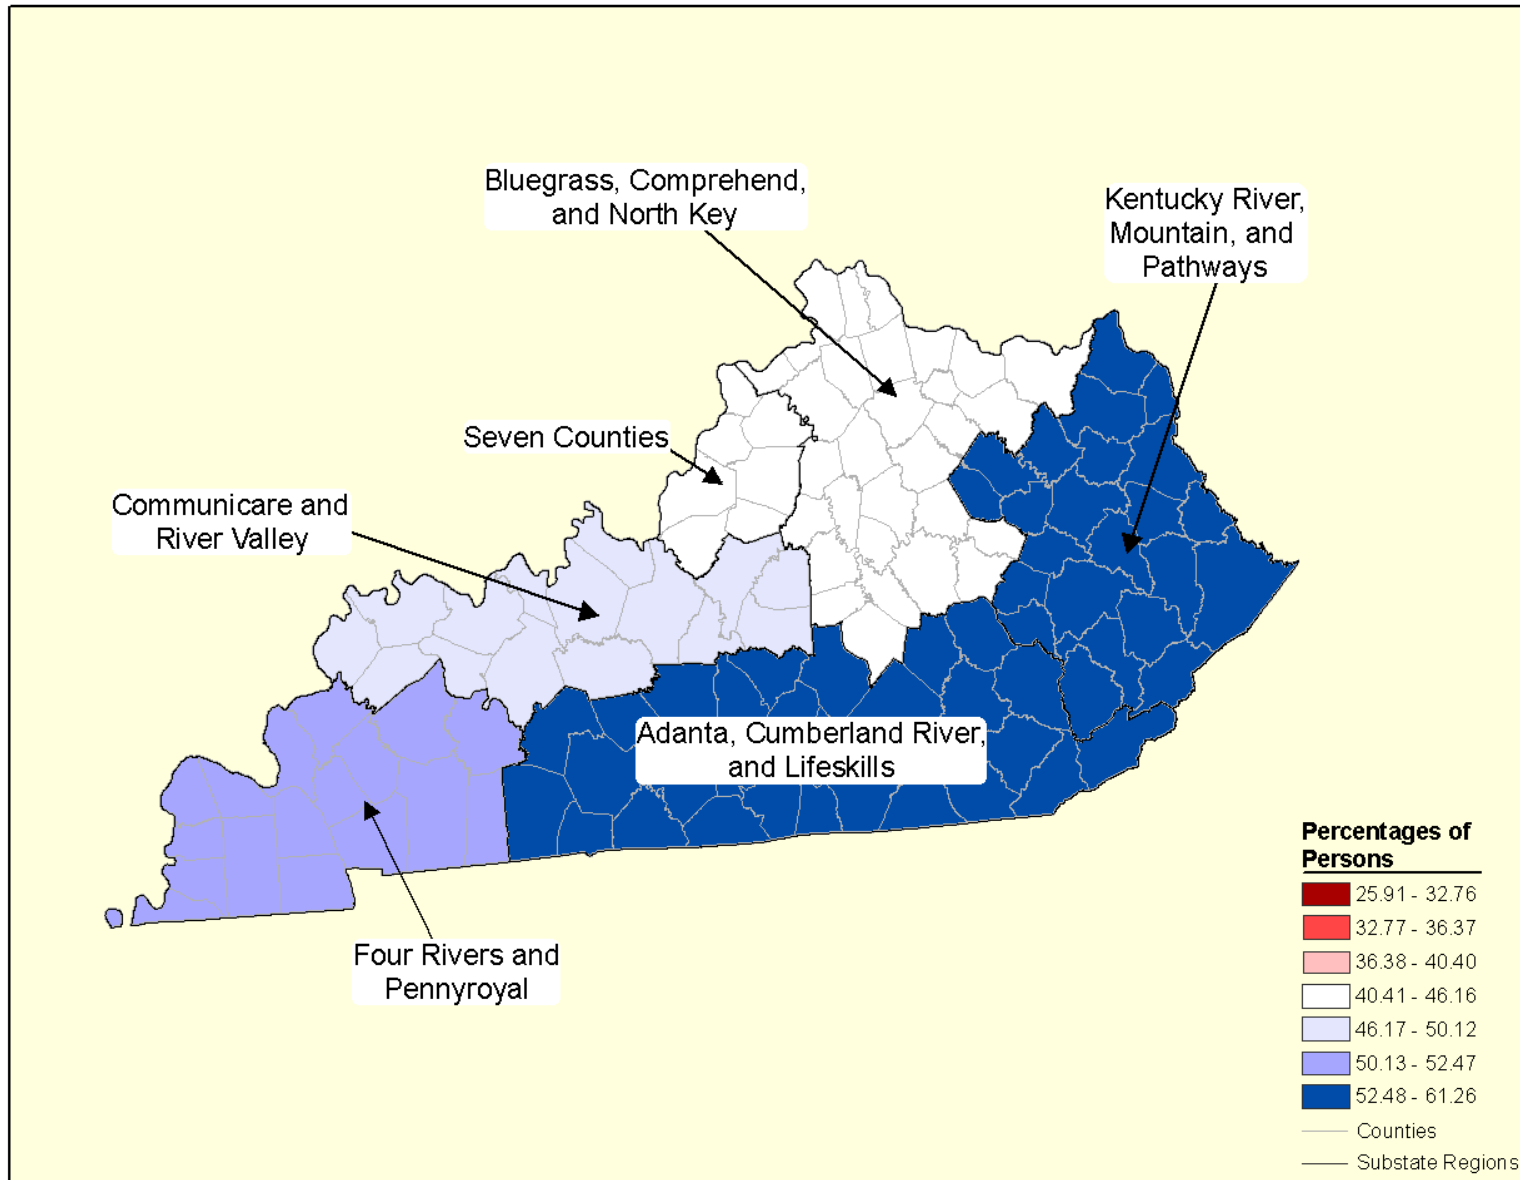 Bluegrass, Comprehend,
and North Key
Kentucky River,
Mountain, and
Pathways
Seven Counties
Communicare and
River Valley
Adanta, Cumberland River,
and Lifeskills
Four Rivers and
Pennyroyal
Percentages of
Persons
25.91 - 32.76
32.77 - 36.37
36.38 - 40.40
40.41 - 46.16
46.17 - 50.12
50.13 - 52.47
52.48 - 61.26
Counties
Substate Regions